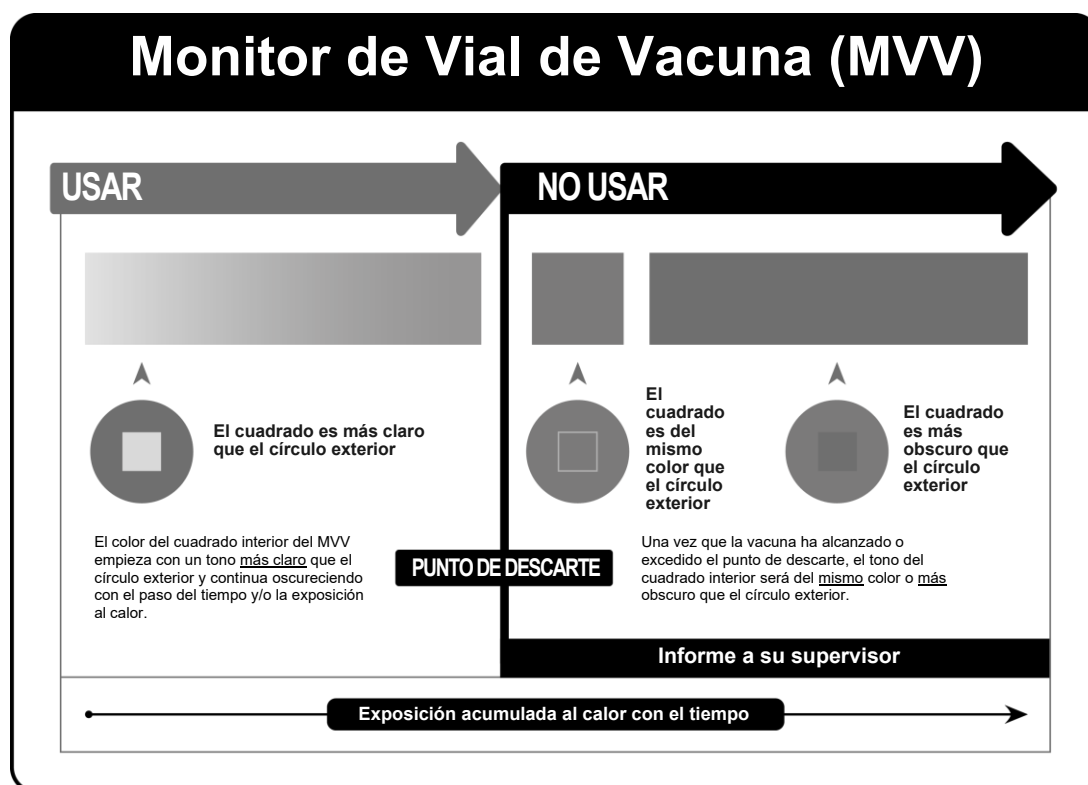 Monitor de Vial de Vacuna (MVV)
USAR
NO USAR
El cuadrado es más claro
que el círculo exterior
El
cuadrado
es del
mismo
color que
el círculo
exterior
El cuadrado
es más
obscuro que
el círculo
exterior
El color del cuadrado interior del MVV
empieza con un tono más claro que el
círculo exterior y continua oscureciendo
con el paso del tiempo y/o la exposición
al calor.
PUNTO DE DESCARTE
Una vez que la vacuna ha alcanzado o
excedido el punto de descarte, el tono del
cuadrado interior será del mismo color o más
obscuro que el círculo exterior.
Informe a su supervisor
Exposición acumulada al calor con el tiempo